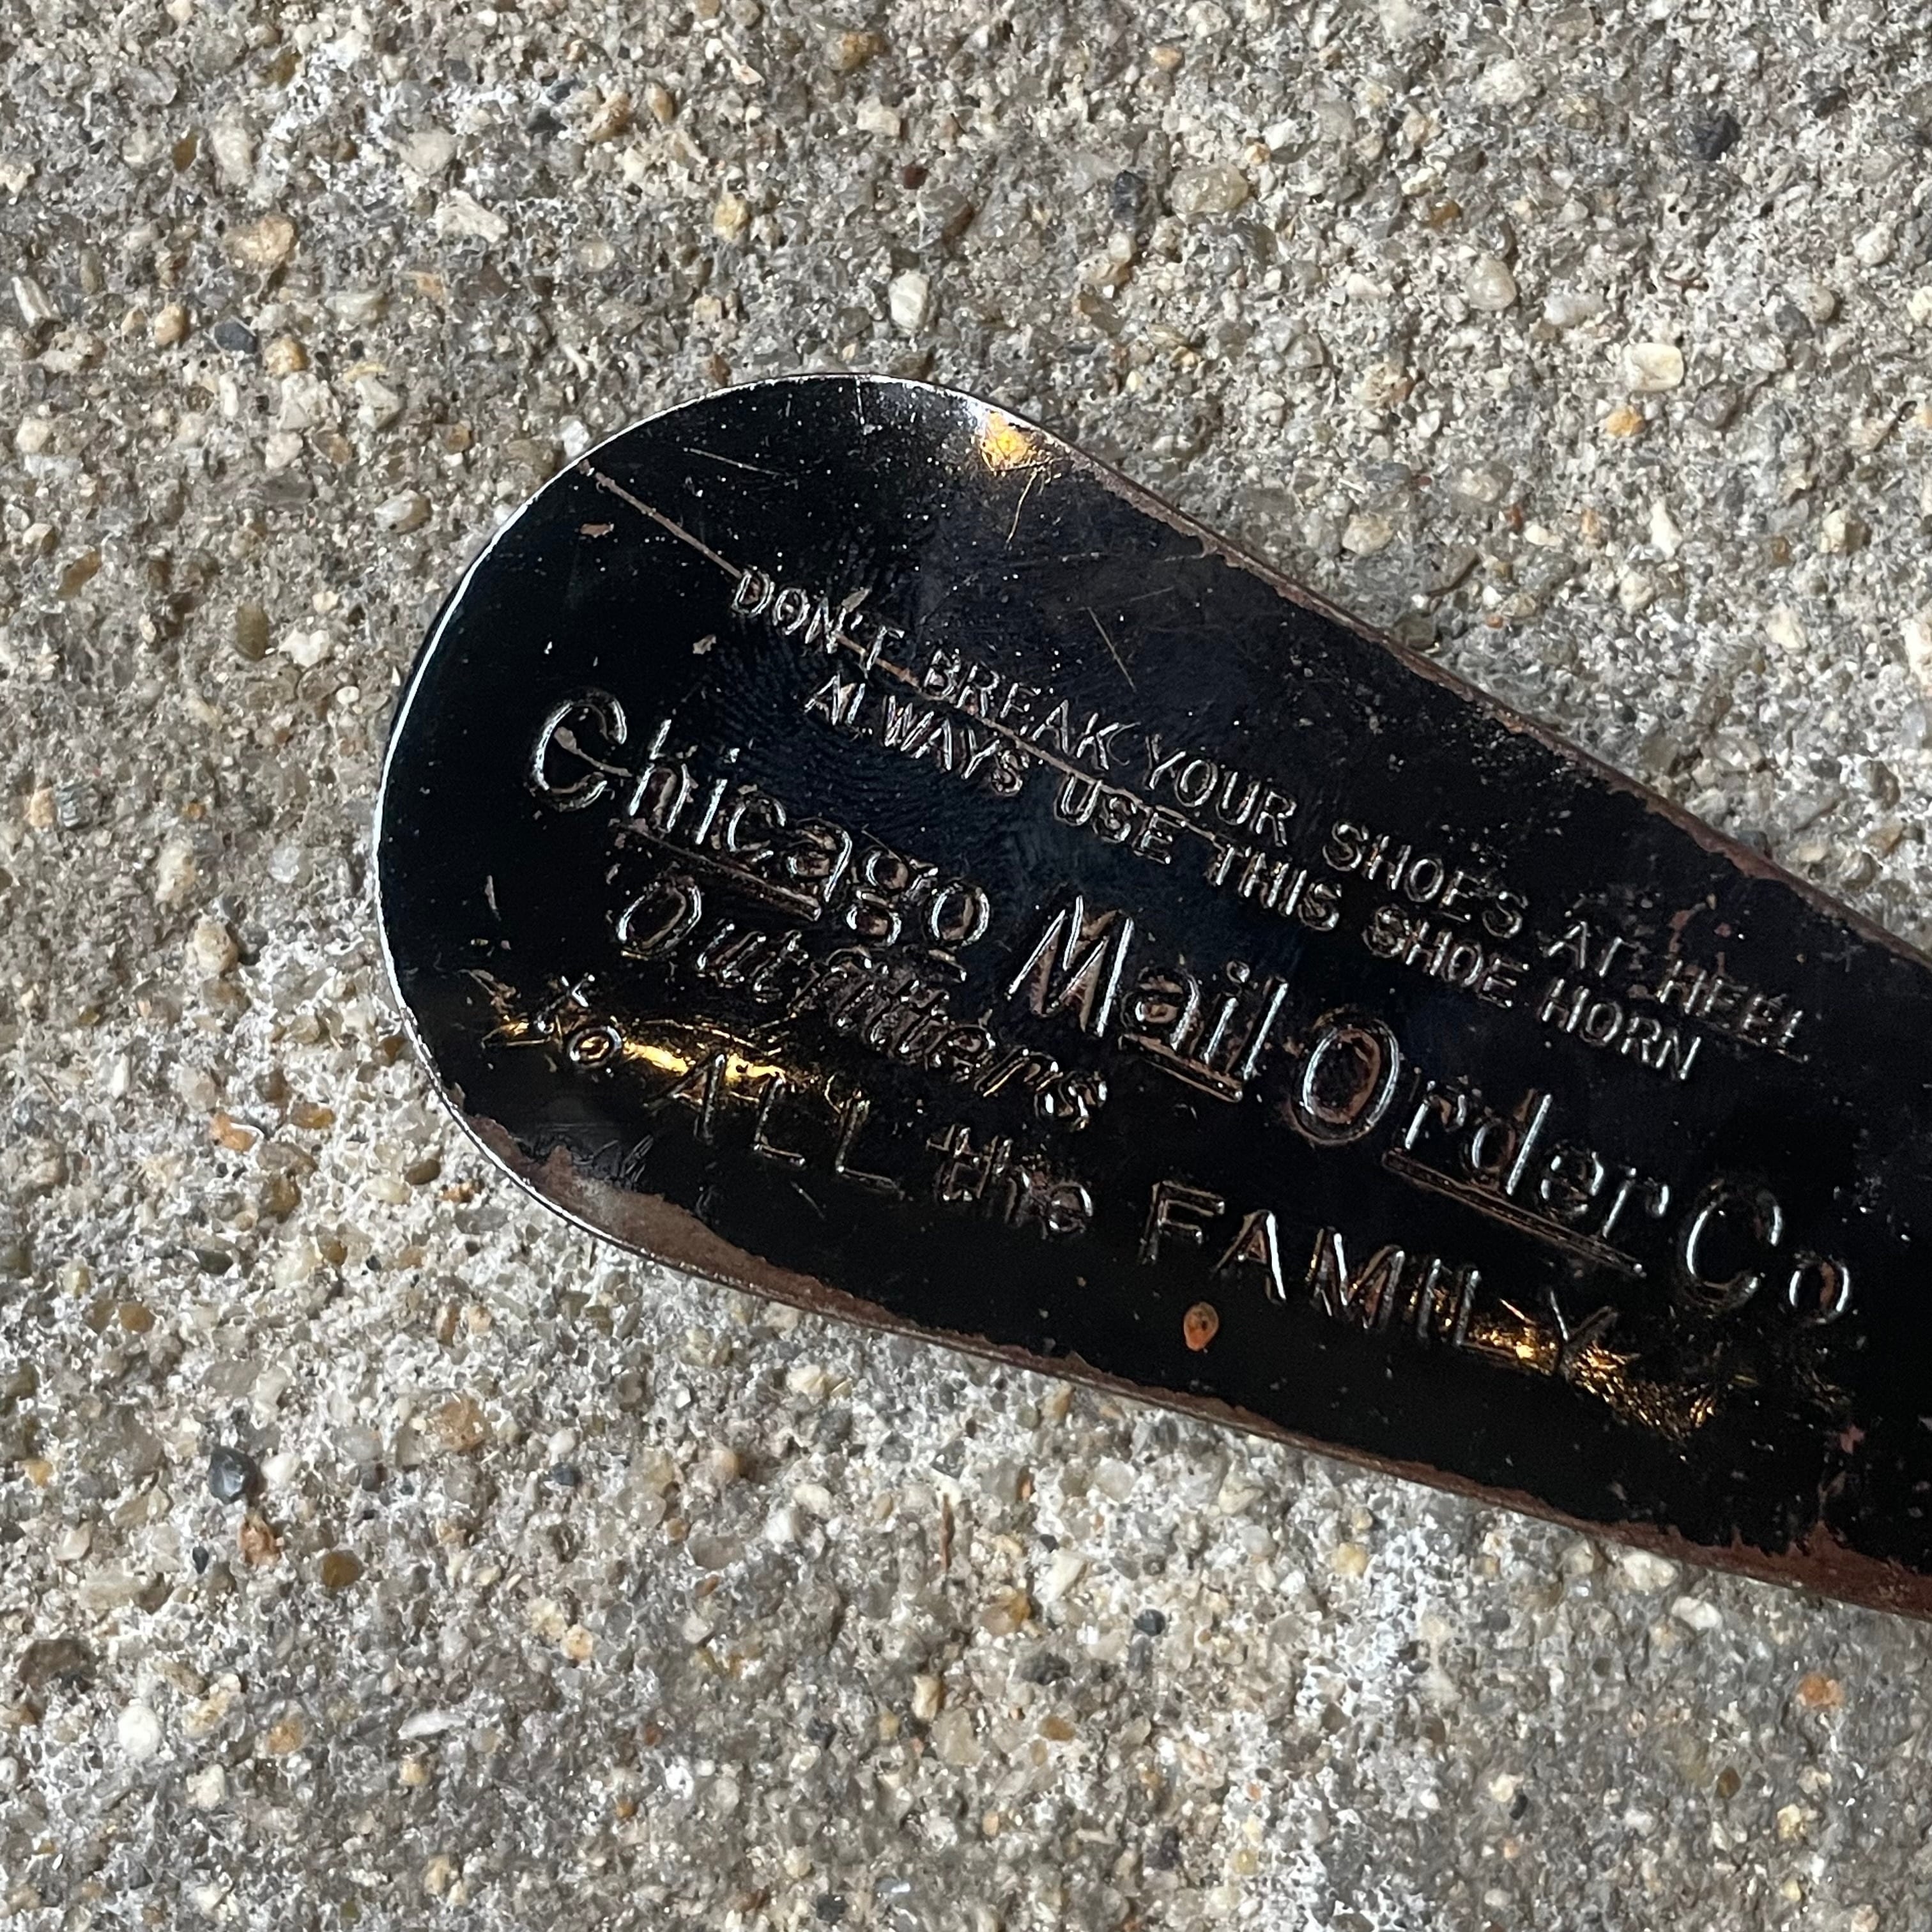 DON'T BREAK YOUR SHOES AT HEEL
ALWAYS USE THIS SHOE HORN
Chicago Mail Order Co
Outfitters
to ALL the FAMILY